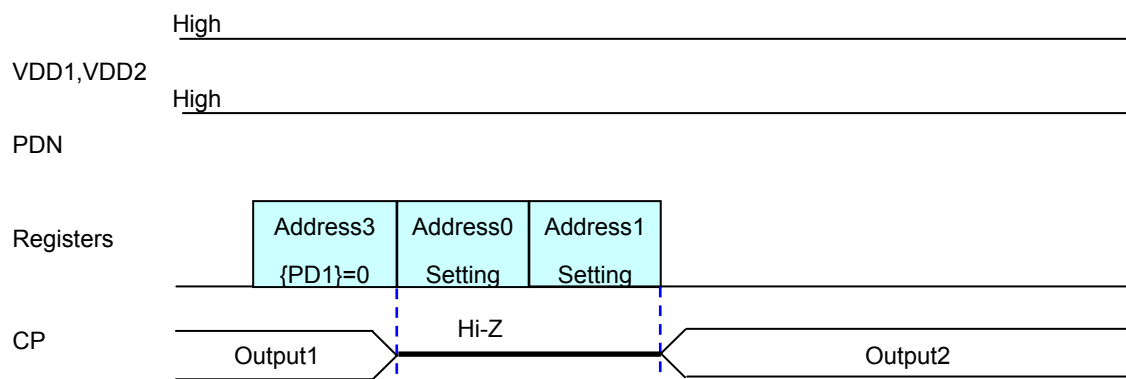 High
VDD1,VDD2
High
PDN
Registers
Address3
{PD1}=0
Address0
Setting
Address1
Setting
CP
Output1
Hi-Z
Output2